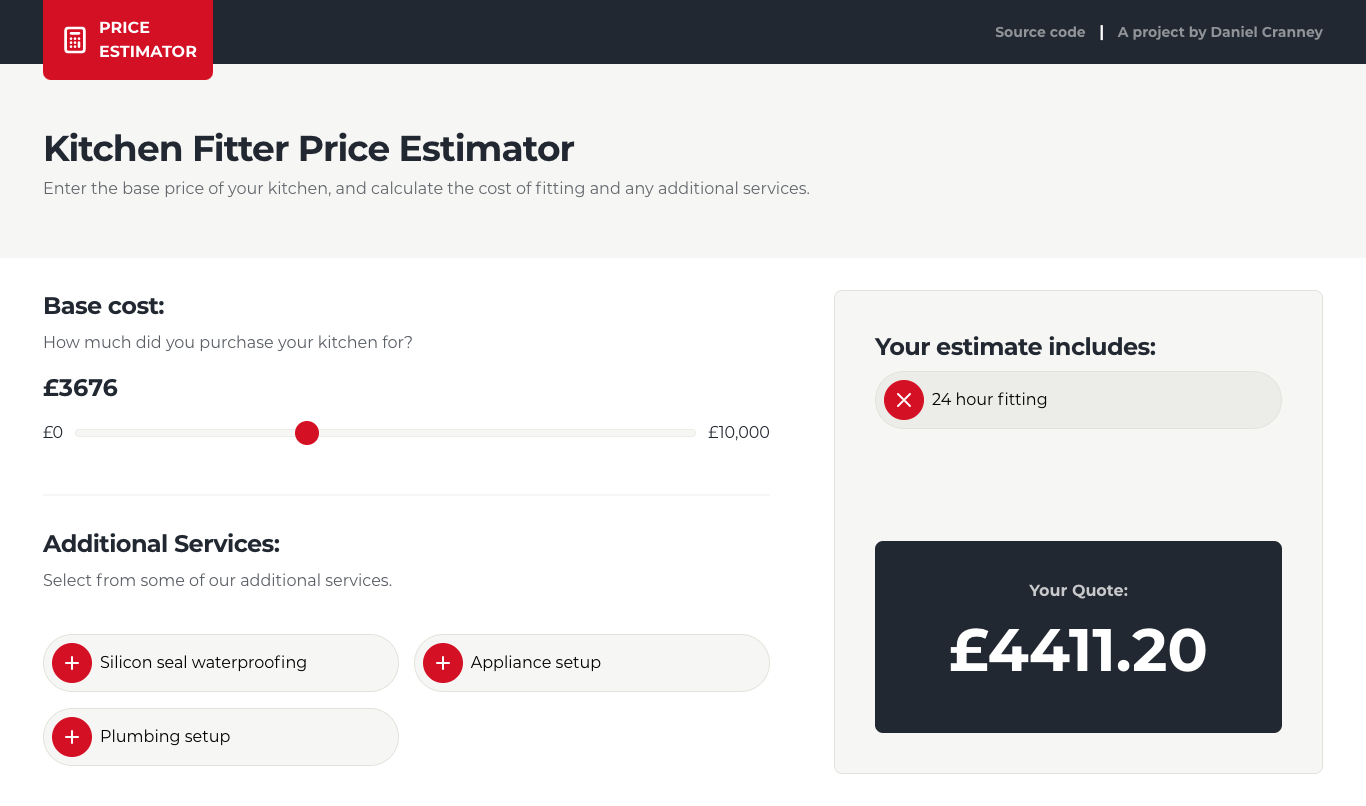 PRICE
ESTIMATOR
Source code
A project by Daniel Cranney
Kitchen Fitter Price Estimator
Enter the base price of your kitchen, and calculate the cost of fitting and any additional services.
Base cost:
How much did you purchase your kitchen for?
£3676
£0
£10,000
Additional Services:
Select from some of our additional services.
Silicon seal waterproofing
Appliance setup
Plumbing setup
Your estimate includes:
24 hour fitting
Your Quote:
£4411.20